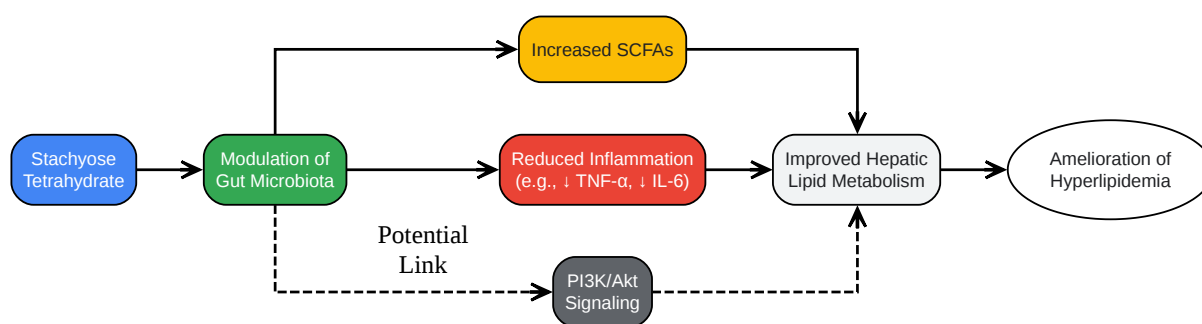 Increased SCFAs
Stachyose
Tetrahydrate
Modulation of
Gut Microbiota
Reduced Inflammation
(e.g., ↓ TNF-α, ↓ IL-6)
Improved Hepatic
Lipid Metabolism
Amelioration of
Hyperlipidemia
Potential
Link
PI3K/Akt
Signaling